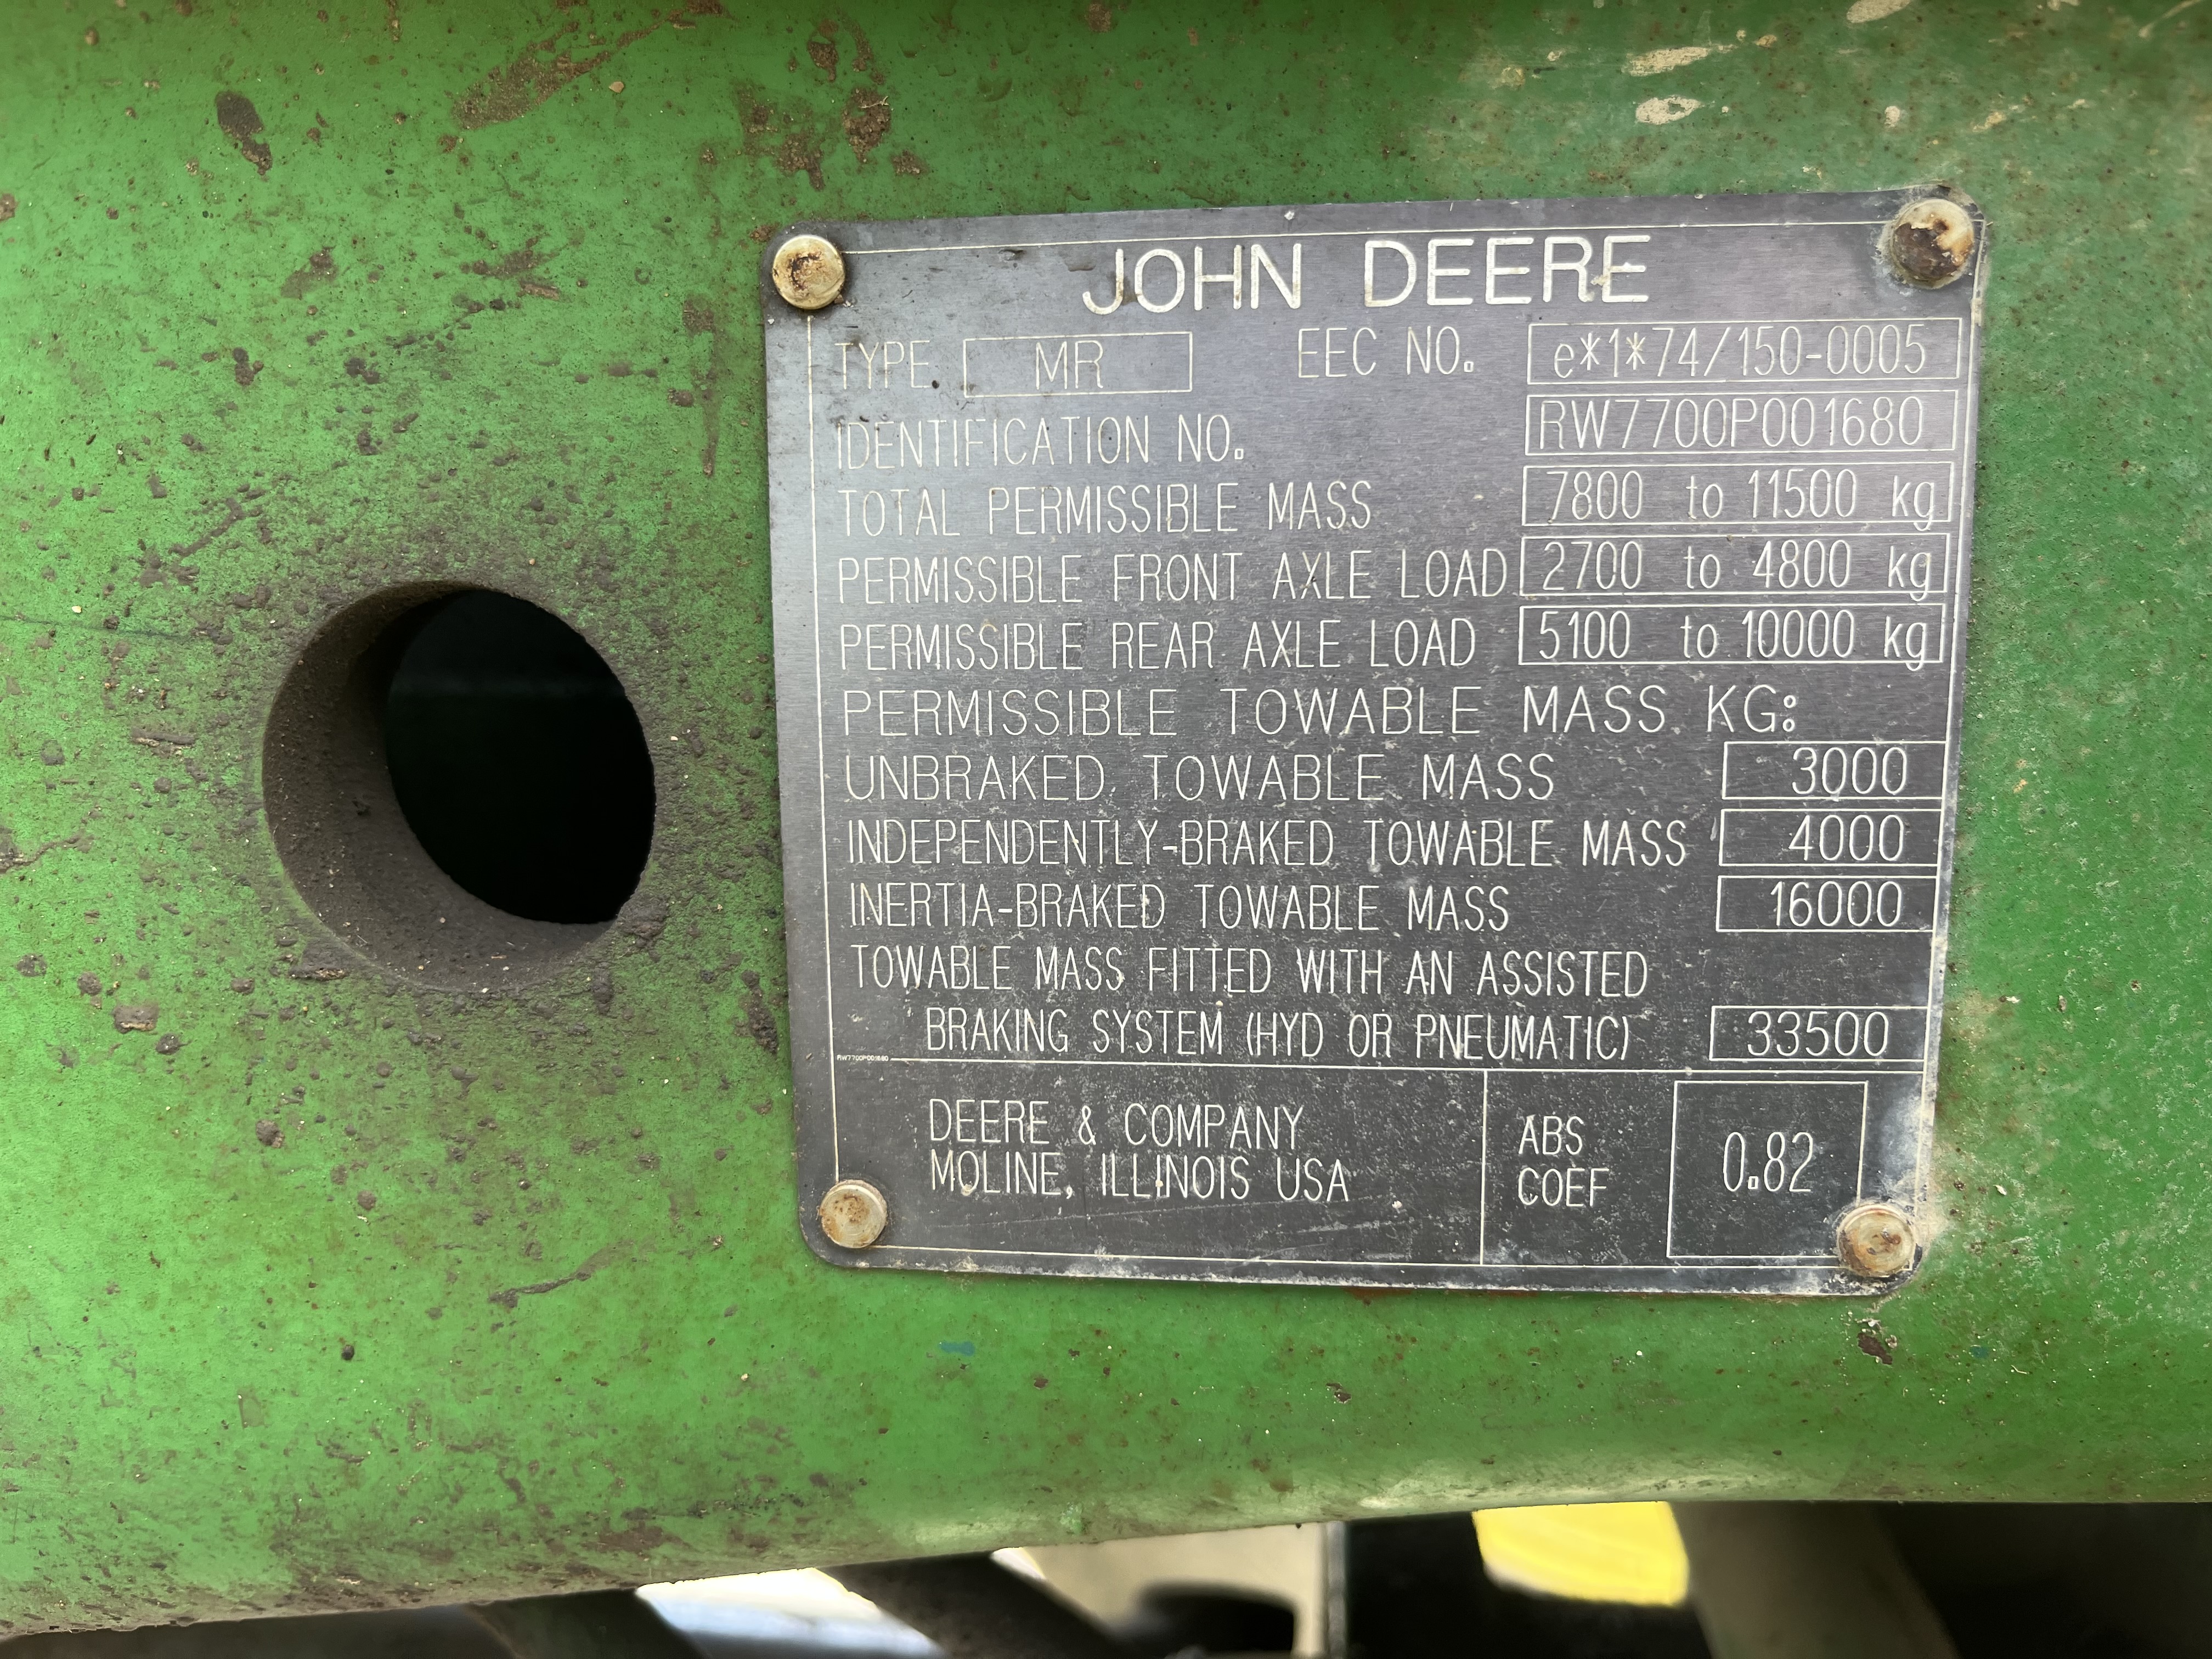 JOHN DEERE
TYPE MR EEC NO. e*1*74/150-0005
IDENTIFICATION NO. RW7700P001680
TOTAL PERMISSIBLE MASS 7800 to 11500 kg
PERMISSIBLE FRONT AXLE LOAD 2700 to 4800 kg
PERMISSIBLE REAR AXLE LOAD 5100 to 10000 kg
PERMISSIBLE TOWABLE MASS KG:
UNBRAKED TOWABLE MASS 3000
INDEPENDENTLY-BRAKED TOWABLE MASS 4000
INERTIA-BRAKED TOWABLE MASS 16000
TOWABLE MASS FITTED WITH AN ASSISTED
BRAKING SYSTEM (HYD OR PNEUMATIC) 33500
RW7700P001680
DEERE & COMPANY
MOLINE, ILLINOIS USA
ABS
COEF
0.82